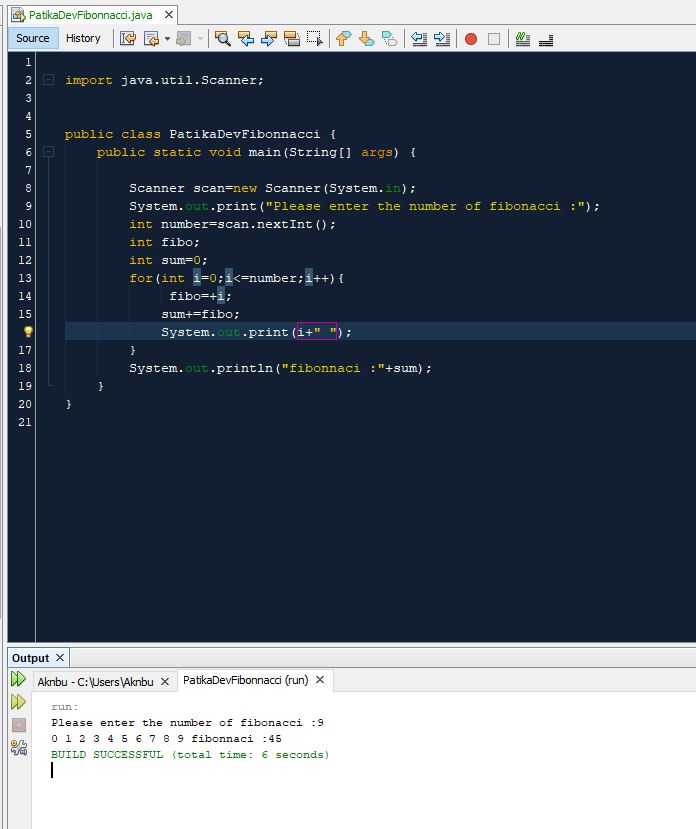 PatikaDevFibonnacci.java
Source History
1
2 import java.util.Scanner;
3
4
5 public class PatikaDevFibonnacci {
6 public static void main(String[] args) {
7
8 Scanner scan=new Scanner(System.in);
9 System.out.print("Please enter the number of fibonacci :");
10 int number=scan.nextInt();
11 int fibo;
12 int sum=0;
13 for(int i=0;i<=number;i++){
14 fibo=+i;
15 sum+=fibo;
System.out.print(i+" ");
17 }
18 System.out.println("fibonnaci :"+sum);
19 }
20 }
21
Output
Aknbu - C:\Users\Aknbu PatikaDevFibonnacci (run)
run:
Please enter the number of fibonacci :9
0 1 2 3 4 5 6 7 8 9 fibonnaci :45
BUILD SUCCESSFUL (total time: 6 seconds)